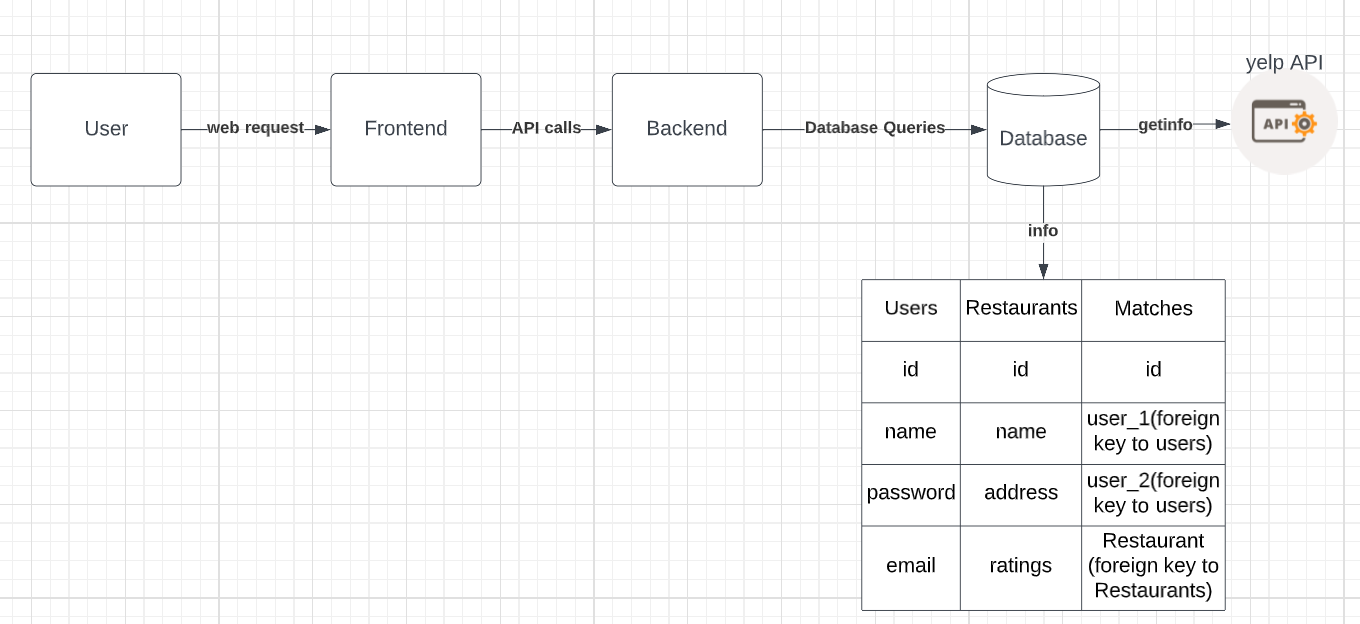 yelp API
User
web request
Frontend
API calls
Backend
Database Queries
Database
getinfo
API
info
Users
Restaurants
Matches
id
id
id
name
name
user_1(foreign
key to users)
password
address
user_2(foreign
key to users)
email
ratings
Restaurant
(foreign key to
Restaurants)